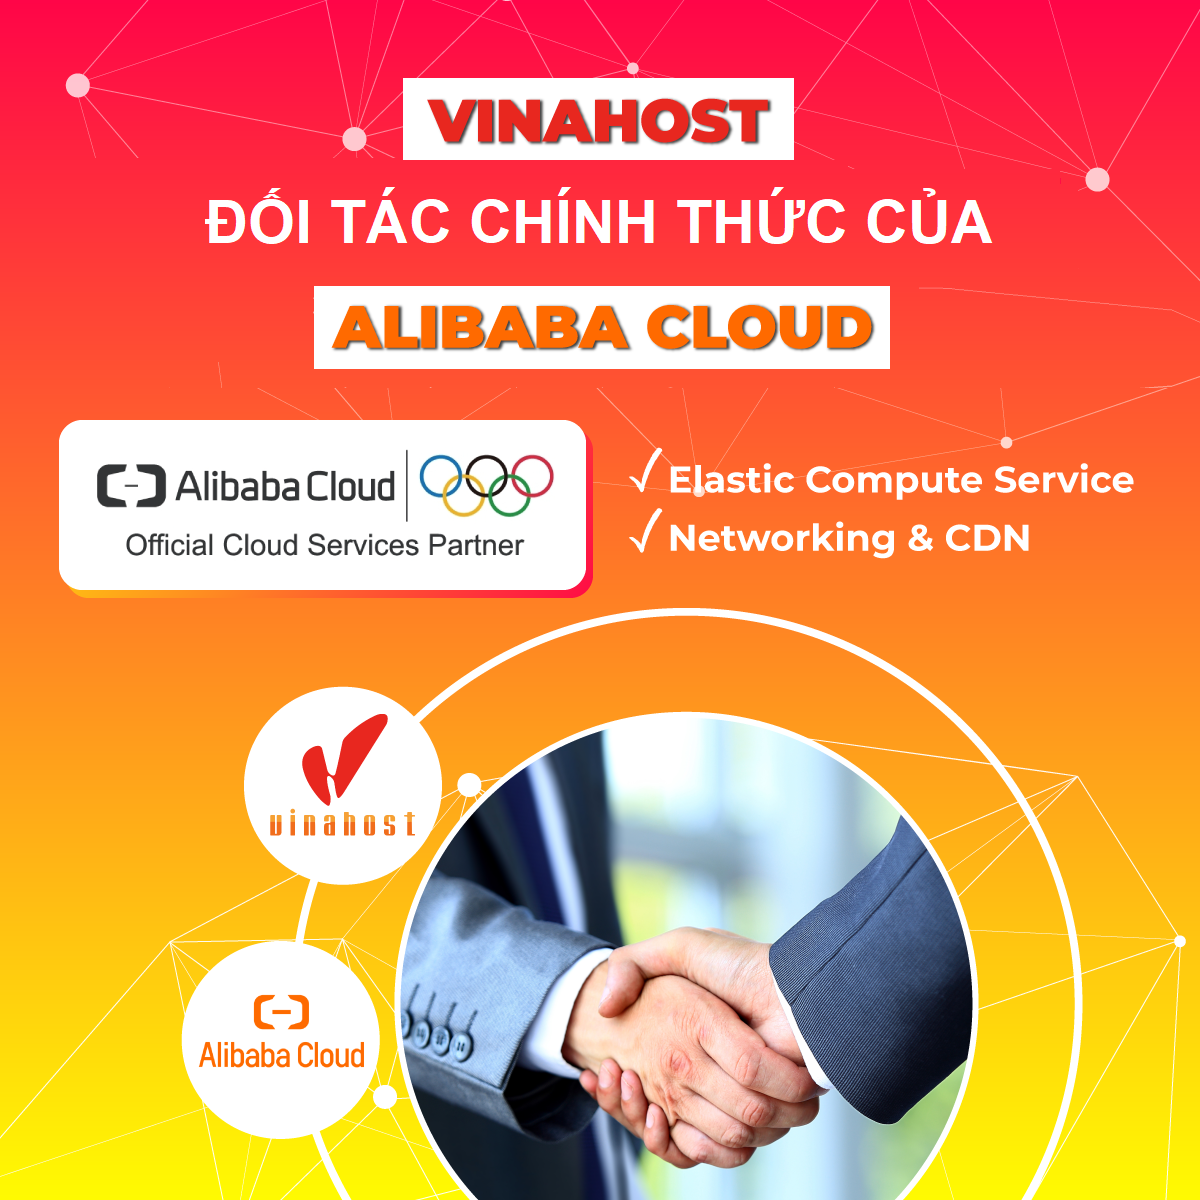 VINAHOST
ĐỐI TÁC CHÍNH THỨC CỦA
ALIBABA CLOUD
Alibaba Cloud
Official Cloud Services Partner
Elastic Compute Service
Networking & CDN
vinahost
Alibaba Cloud